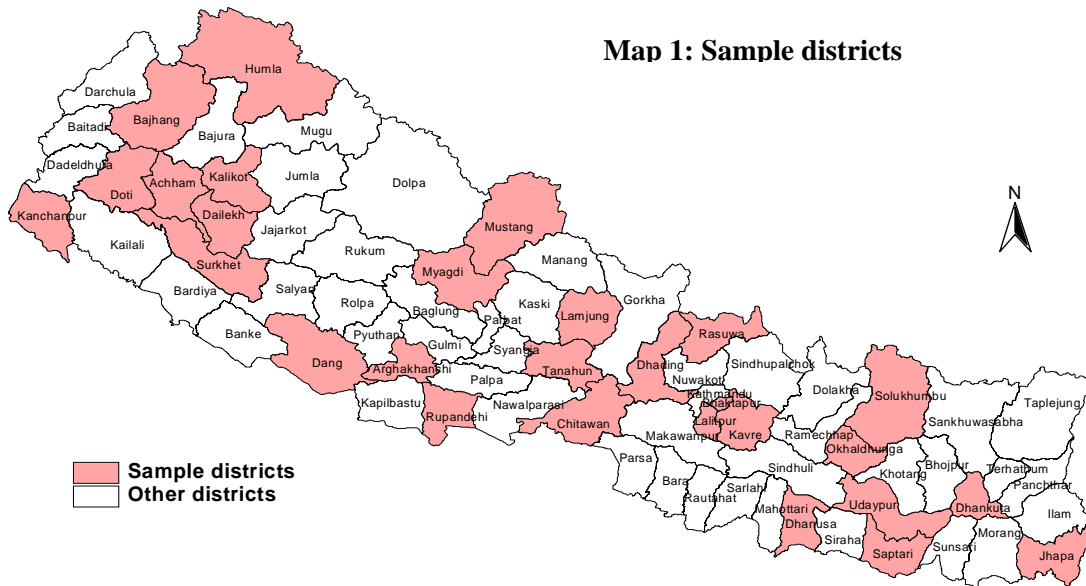 Map 1: Sample districts
Humla
Darchula
Bajhang
Baitadi
Bajura
Mugu
Dadeldhura
Doti
Achham
Kalikot
Jumla
Dolpa
N
Kanchanpur
Dailekh
Kailali
Jajarkot
Mustang
Surkhet
Rukum
Myagdi
Manang
Bardiya
Salyan
Rolpa
Baglung
Parbat
Kaski
Gorkha
Lamjung
Banke
Pyuthan
Gulmi
Syangja
Rasuwa
Dang
Arghakhanchi
Tanahun
Dhading
Sindhupalchok
Nuwakot
Palpa
Dolakha
Kathmandu
Bhaktapur
Solukhumbu
Kapilbastu
Nawalparasi
Taplejung
Rupandehi
Chitawan
Lalitpur
Kavre
Sankhuwasabha
Makawanpur
Ramechhap
Okhaldhunga
Parsa
Sindhuli
Khotang
Bhojpur
Terhathum
Panchthar
Bara
Rautahat
Sarlahi
Mahottari
Udaypur
Dhankuta
Ilam
Dhanusa
Siraha
Saptari
Sunsari
Morang
Jhapa
Sample districts
Other districts